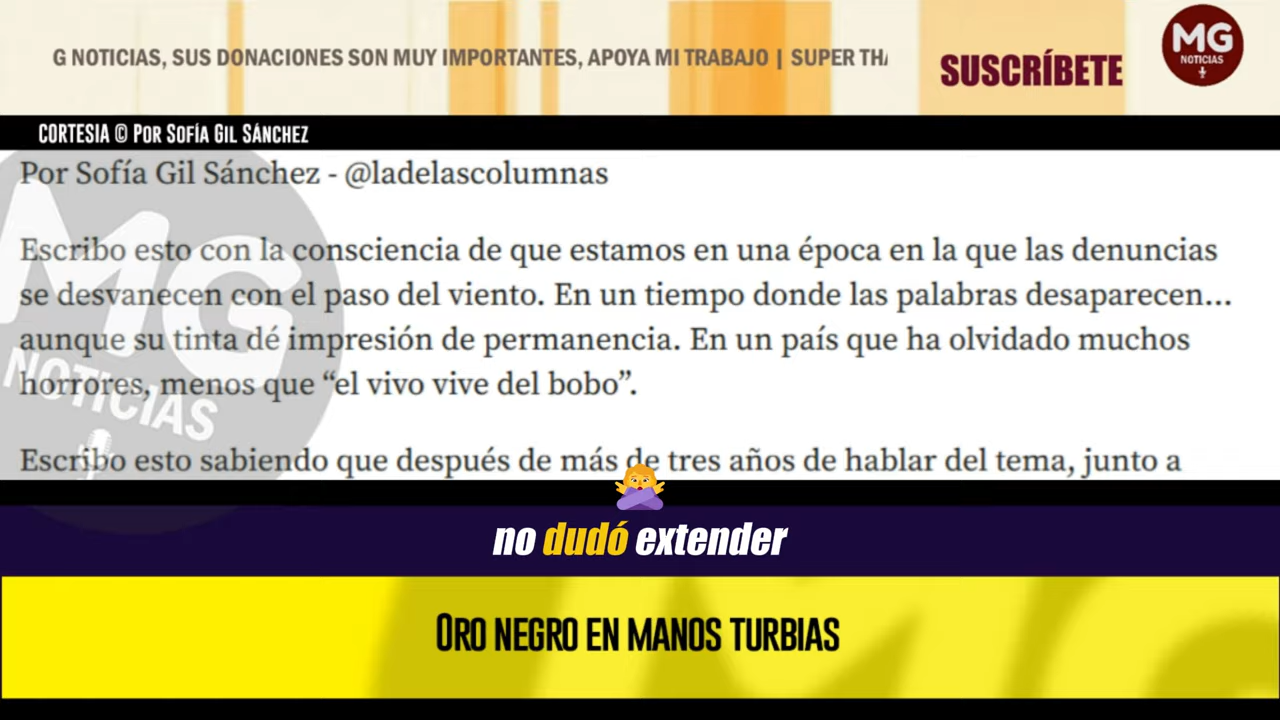 G NOTICIAS, SUS DONACIONES SON MUY IMPORTANTES, APOYA MI TRABAJO | SUPER THA
SUSCRÍBETE
MG
NOTICIAS
CORTESIA © POR SOFÍA GIL SÁNCHEZ
Por Sofía Gil Sánchez - @ladelascolumnas
Escribo esto con la consciencia de que estamos en una época en la que las denuncias
se desvanecen con el paso del viento. En un tiempo donde las palabras desaparecen...
aunque su tinta dé impresión de permanencia. En un país que ha olvidado muchos
horrores, menos que “el vivo vive del bobo”.
Escribo esto sabiendo que después de más de tres años de hablar del tema, junto a
MG
NOTICIAS
no dudó extender
ORO NEGRO EN MANOS TURBIAS